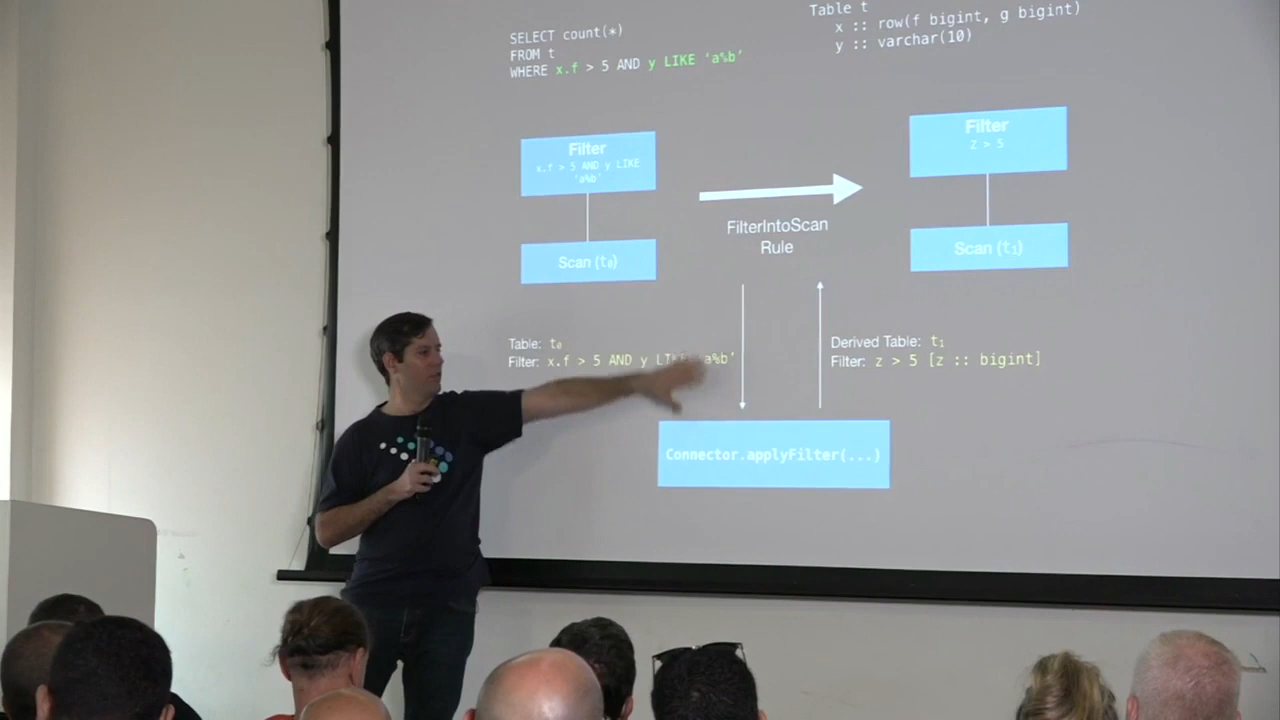 SELECT count(*)
FROM t
WHERE x.f > 5 AND y LIKE ‘a%b’
Table t
x :: row(f bigint, g bigint)
y :: varchar(10)
Filter
x.f > 5 AND y LIKE
‘a%b’
Scan (t₀)
FilterIntoScan
Rule
Filter
Z > 5
Scan (t₁)
Table: t₀
Filter: x.f > 5 AND y LIKE ‘a%b’
Derived Table: t₁
Filter: z > 5 [z :: bigint]
Connector.applyFilter(...)